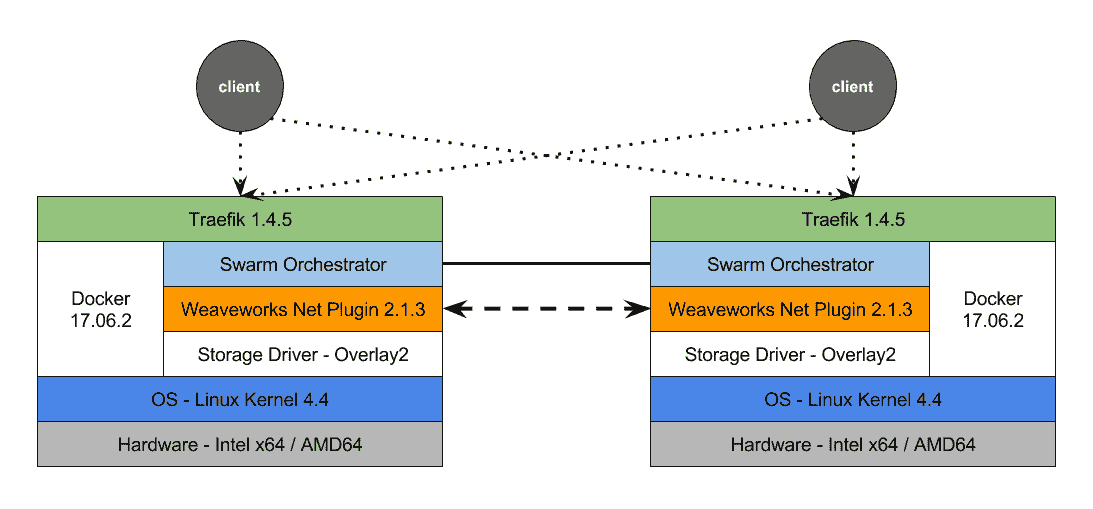 client
client
Traefik 1.4.5
Docker
17.06.2
Swarm Orchestrator
Weaveworks Net Plugin 2.1.3
Storage Driver - Overlay2
OS - Linux Kernel 4.4
Hardware - Intel x64 / AMD64
Traefik 1.4.5
Swarm Orchestrator
Weaveworks Net Plugin 2.1.3
Storage Driver - Overlay2
Docker
17.06.2
OS - Linux Kernel 4.4
Hardware - Intel x64 / AMD64